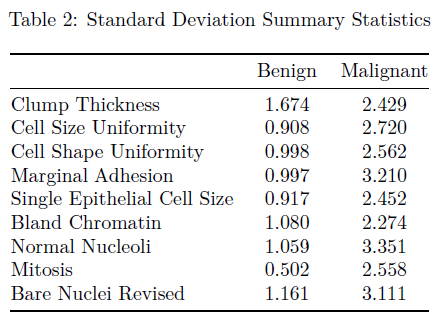 Table 2: Standard Deviation Summary Statistics
Benign Malignant
Clump Thickness 1.674 2.429
Cell Size Uniformity 0.908 2.720
Cell Shape Uniformity 0.998 2.562
Marginal Adhesion 0.997 3.210
Single Epithelial Cell Size 0.917 2.452
Bland Chromatin 1.080 2.274
Normal Nucleoli 1.059 3.351
Mitosis 0.502 2.558
Bare Nuclei Revised 1.161 3.111